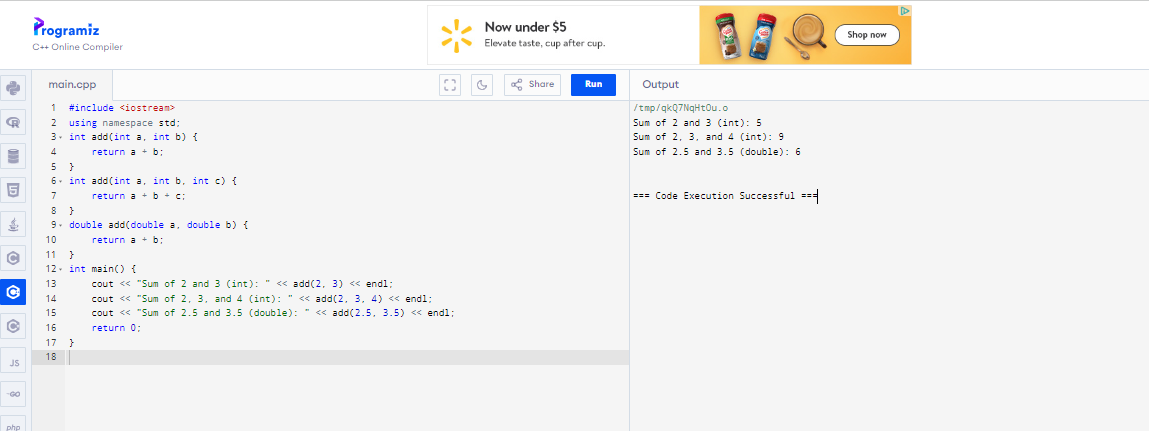 Programiz
C++ Online Compiler
Now under $5
Elevate taste, cup after cup.
Shop now
main.cpp
Share
Run
Output
1 #include <iostream>
2 using namespace std;
3 int add(int a, int b) {
4     return a + b;
5 }
6 int add(int a, int b, int c) {
7     return a + b + c;
8 }
9 double add(double a, double b) {
10     return a + b;
11 }
12 int main() {
13     cout << "Sum of 2 and 3 (int): " << add(2, 3) << endl;
14     cout << "Sum of 2, 3, and 4 (int): " << add(2, 3, 4) << endl;
15     cout << "Sum of 2.5 and 3.5 (double): " << add(2.5, 3.5) << endl;
16     return 0;
17 }
18
/tmp/qkQ7NqHtOu.o
Sum of 2 and 3 (int): 5
Sum of 2, 3, and 4 (int): 9
Sum of 2.5 and 3.5 (double): 6
=== Code Execution Successful ===
JS
GO
php